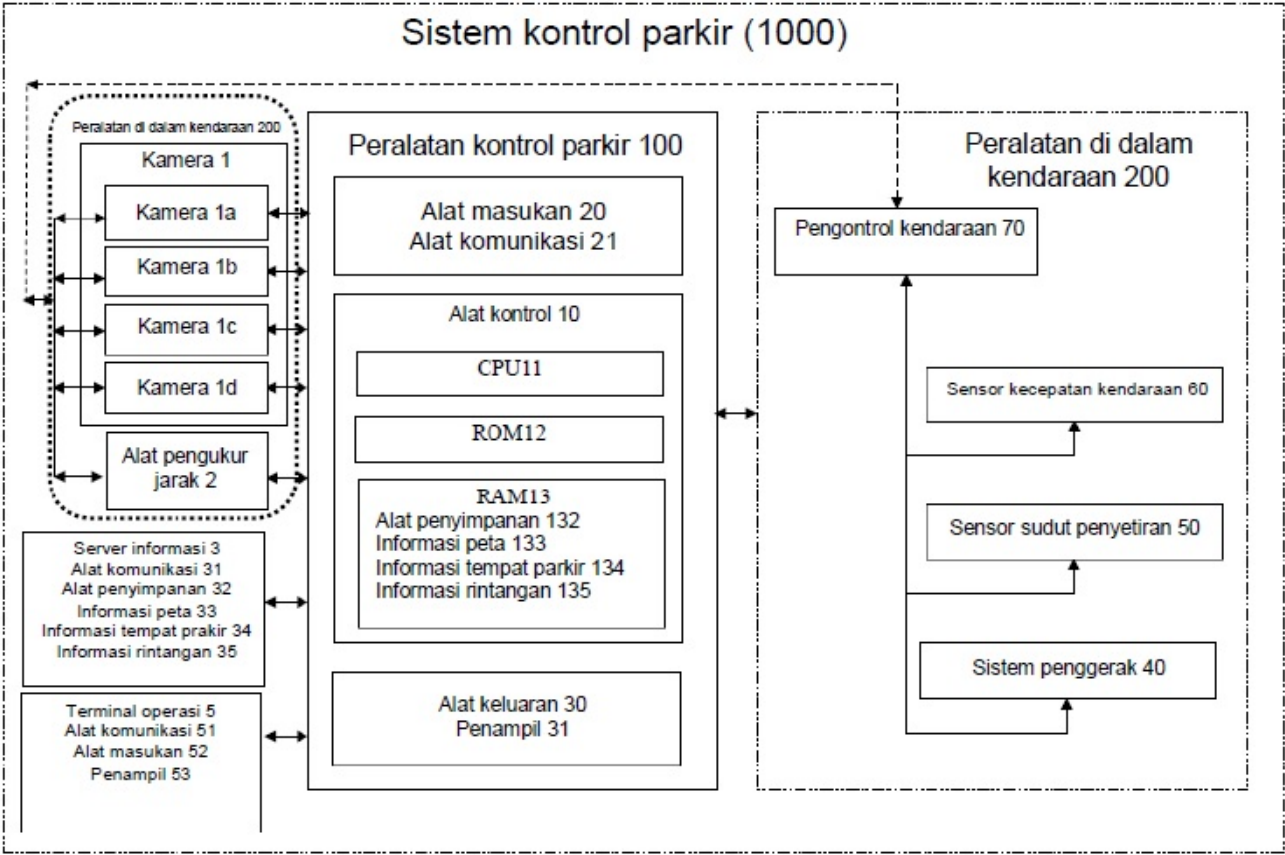 Sistem kontrol parkir (1000)
Peralatan di dalam kendaraan 200
Kamera 1
Kamera 1a
Kamera 1b
Kamera 1c
Kamera 1d
Alat pengukur
jarak 2
Server informasi 3
Alat komunikasi 31
Alat penyimpanan 32
Informasi peta 33
Informasi tempat prakir 34
Informasi rintangan 35
Terminal operasi 5
Alat komunikasi 51
Alat masukan 52
Penampil 53
Peralatan kontrol parkir 100
Alat masukan 20
Alat komunikasi 21
Alat kontrol 10
CPU11
ROM12
RAM13
Alat penyimpanan 132
Informasi peta 133
Informasi tempat parkir 134
Informasi rintangan 135
Alat keluaran 30
Penampil 31
Peralatan di dalam
kendaraan 200
Pengontrol kendaraan 70
Sensor kecepatan kendaraan 60
Sensor sudut penyetiran 50
Sistem penggerak 40